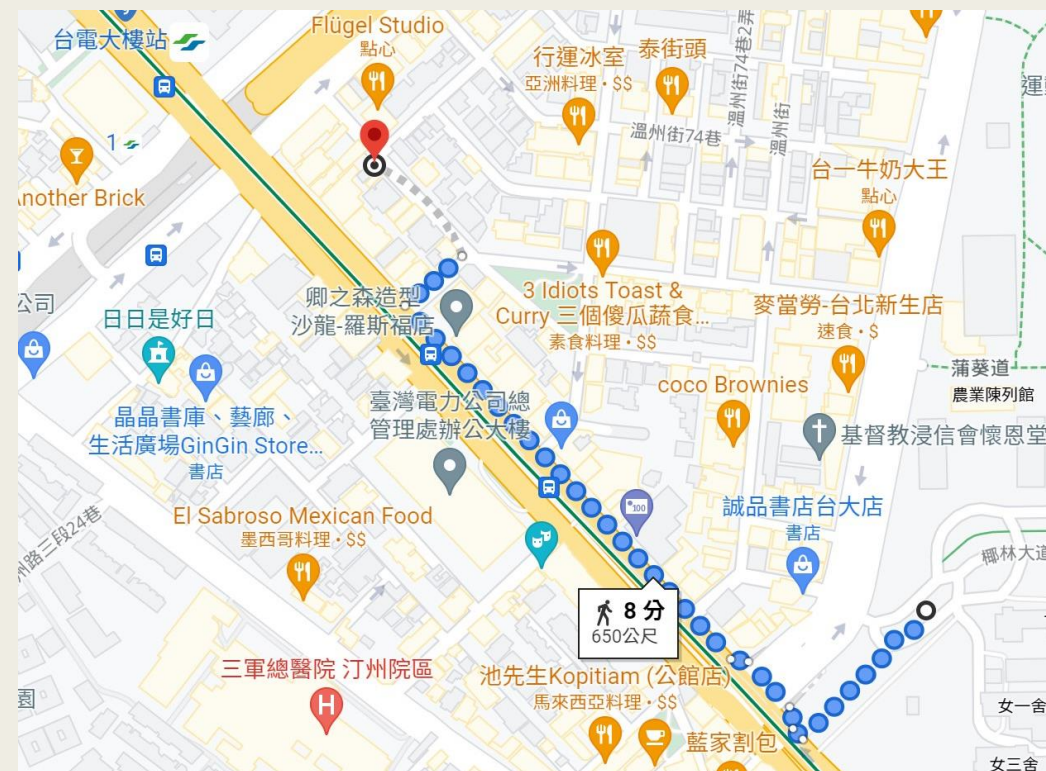 Flügel Studio
點心
台電大樓站
行運冰室
亞洲料理・$$
泰街頭
溫州街74巷2弄
溫州街74巷
溫州街
1
Another Brick
台一牛奶大王
點心
公司
日日是好日
卿之森造型
沙龍-羅斯福店
3 Idiots Toast &
Curry 三個傻瓜蔬食...
素食料理・$$
麥當勞-台北新生店
速食・$
蒲葵道
農業陳列館
晶晶書庫、藝廊、
生活廣場GinGin Store...
書店
臺灣電力公司總
管理處辦公大樓
coco Brownies
基督教浸信會懷恩堂
100
El Sabroso Mexican Food
墨西哥料理・$$
誠品書店台大店
書店
州路三段24巷
椰林大道
8 分
650公尺
三軍總醫院 汀州院區
H
池先生Kopitiam (公館店)
馬來西亞料理・$$
女一舍
園
藍家割包
女三舍